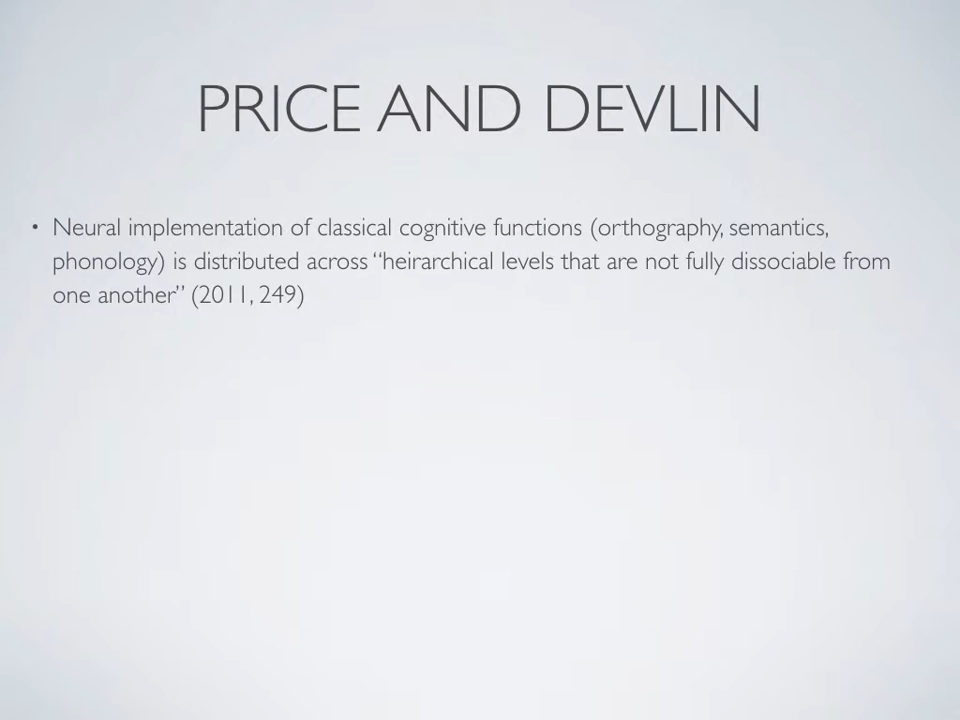 PRICE AND DEVLIN
• Neural implementation of classical cognitive functions (orthography, semantics,
phonology) is distributed across “heirarchical levels that are not fully dissociable from
one another” (2011, 249)